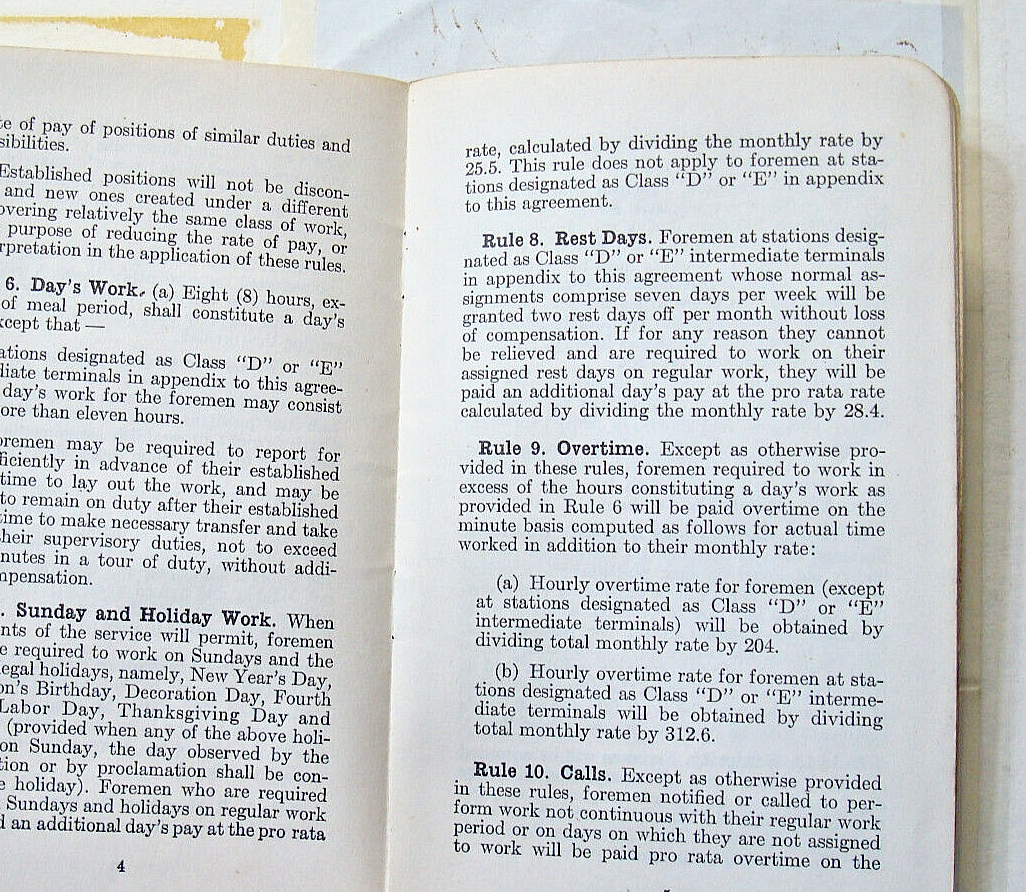 te of pay of positions of similar duties and
sibilities.
Established positions will not be discon-
and new ones created under a different
overing relatively the same class of work,
purpose of reducing the rate of pay, or
rpretation in the application of these rules.
6. Day's Work. (a) Eight (8) hours, ex-
of meal period, shall constitute a day's
xcept that —
ations designated as Class "D" or "E"
diate terminals in appendix to this agree-
day's work for the foremen may consist
ore than eleven hours.
oremen may be required to report for
fficiently in advance of their established
time to lay out the work, and may be
to remain on duty after their established
time to make necessary transfer and take
heir supervisory duties, not to exceed
nutes in a tour of duty, without addi-
mpensation.
. Sunday and Holiday Work. When
nts of the service will permit, foremen
e required to work on Sundays and the
egal holidays, namely, New Year's Day,
on's Birthday, Decoration Day, Fourth
Labor Day, Thanksgiving Day and
(provided when any of the above holi-
on Sunday, the day observed by the
tion or by proclamation shall be con-
e holiday). Foremen who are required
Sundays and holidays on regular work
d an additional day's pay at the pro rata
4
rate, calculated by dividing the monthly rate by
25.5. This rule does not apply to foremen at sta-
tions designated as Class "D" or "E" in appendix
to this agreement.
Rule 8. Rest Days. Foremen at stations desig-
nated as Class "D" or "E" intermediate terminals
in appendix to this agreement whose normal as-
signments comprise seven days per week will be
granted two rest days off per month without loss
of compensation. If for any reason they cannot
be relieved and are required to work on their
assigned rest days on regular work, they will be
paid an additional day's pay at the pro rata rate
calculated by dividing the monthly rate by 28.4.
Rule 9. Overtime. Except as otherwise pro-
vided in these rules, foremen required to work in
excess of the hours constituting a day's work as
provided in Rule 6 will be paid overtime on the
minute basis computed as follows for actual time
worked in addition to their monthly rate:
(a) Hourly overtime rate for foremen (except
at stations designated as Class "D" or "E"
intermediate terminals) will be obtained by
dividing total monthly rate by 204.
(b) Hourly overtime rate for foremen at sta-
tions designated as Class "D" or "E" interme-
diate terminals will be obtained by dividing
total monthly rate by 312.6.
Rule 10. Calls. Except as otherwise provided
in these rules, foremen notified or called to per-
form work not continuous with their regular work
period or on days on which they are not assigned
to work will be paid pro rata overtime on the